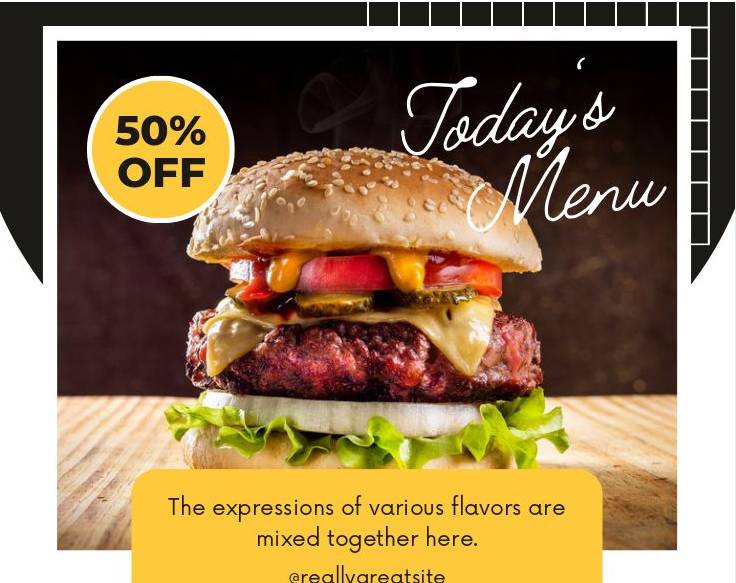 50%
OFF
Today's
Menu
The expressions of various flavors are
mixed together here.
@reallygreatsite